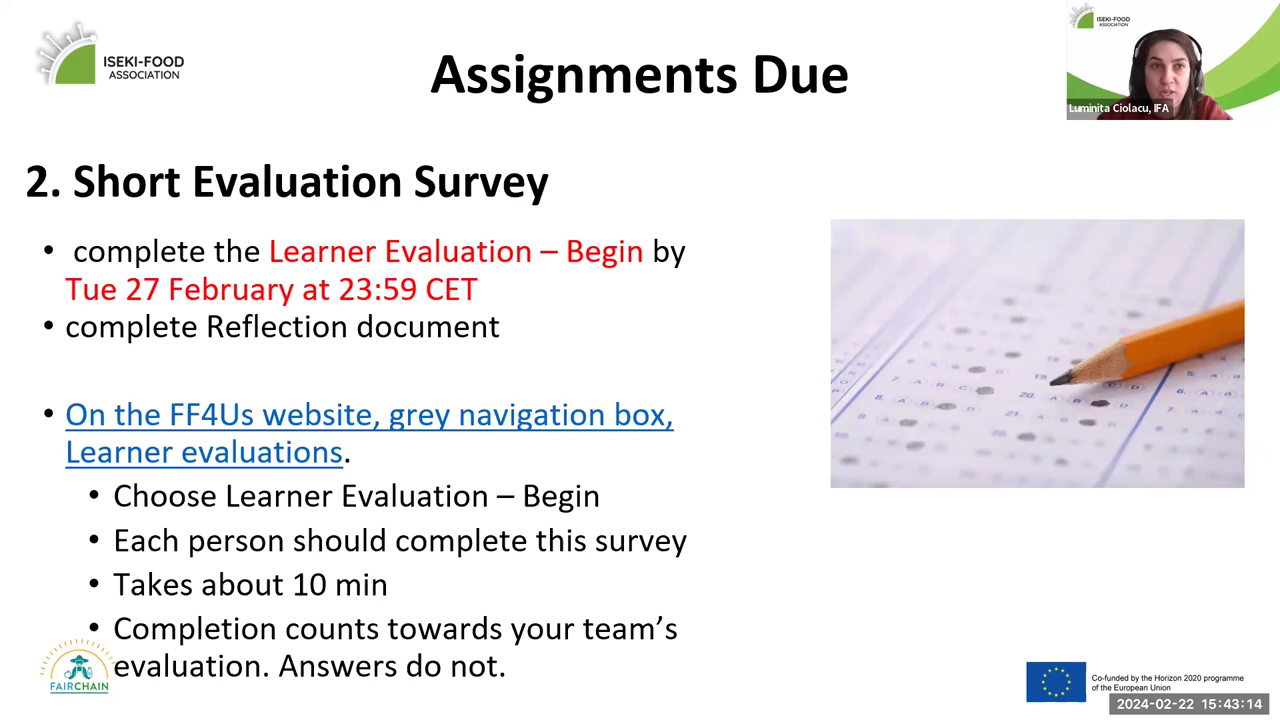 ISEKI-FOOD
ASSOCIATION
Assignments Due
ISEKI-FOOD
ASSOCIATION
Luminita Ciolacu, IFA
2. Short Evaluation Survey
• complete the Learner Evaluation – Begin by
Tue 27 February at 23:59 CET
• complete Reflection document
• On the FF4Us website, grey navigation box,
Learner evaluations.
• Choose Learner Evaluation – Begin
• Each person should complete this survey
• Takes about 10 min
• Completion counts towards your team’s
evaluation. Answers do not.
FAIRCHAIN
Co-funded by the Horizon 2020 programme
of the European Union
2024-02-22 15:43:14